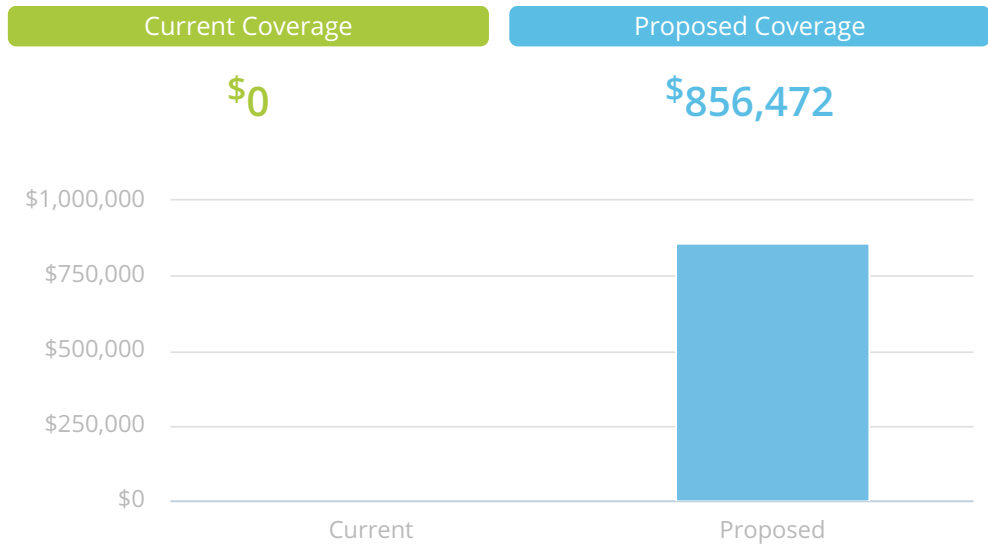 Current Coverage
Proposed Coverage
$0
$856,472
$1,000,000
$750,000
$500,000
$250,000
$0
Current
Proposed